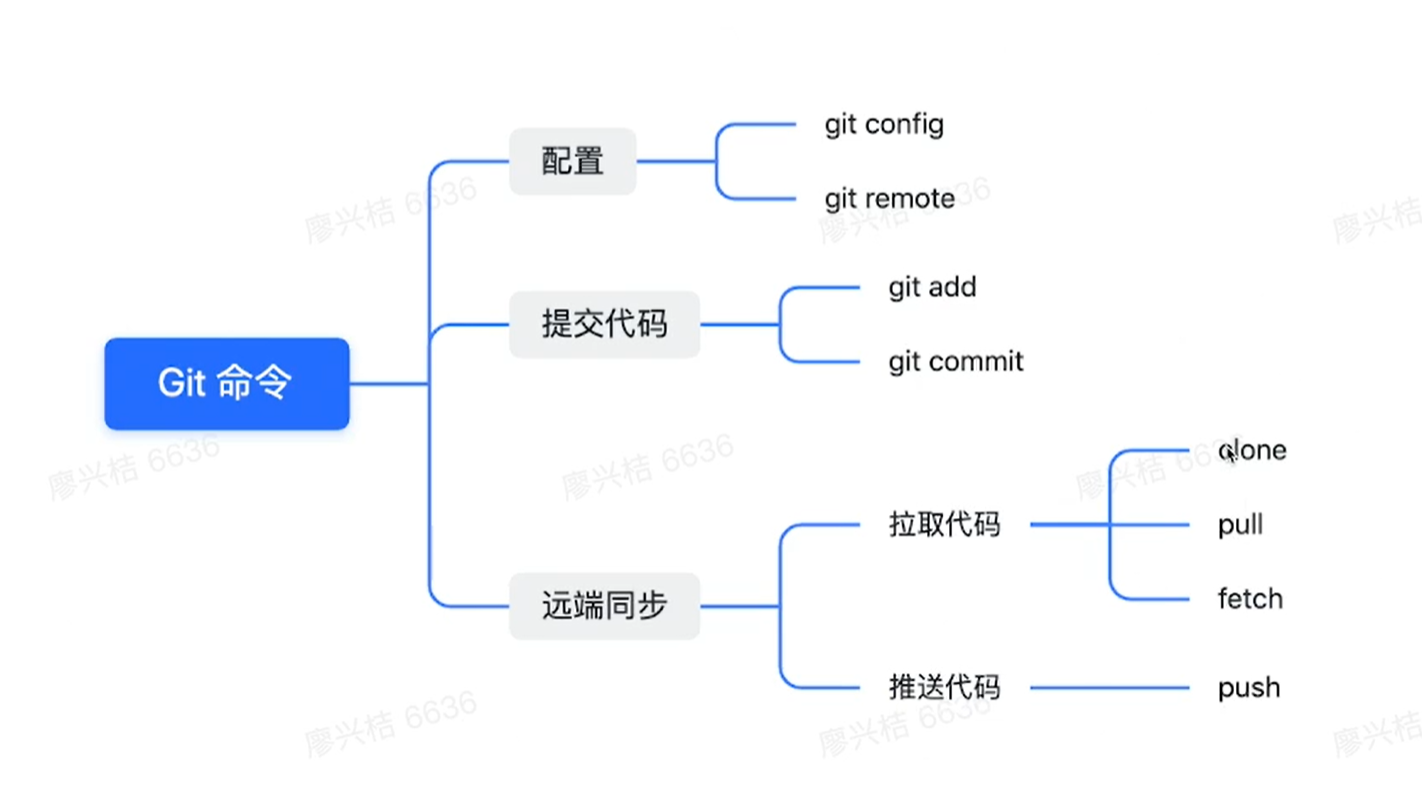 git config
配置
git remote
廖兴桔 6636
廖兴桔 6636
廖兴桔
git add
提交代码
git commit
Git 命令
廖兴桔 6636
廖兴桔 6636
廖兴桔 6636
clone
拉取代码
pull
fetch
远端同步
推送代码
push
廖兴桔 6636
廖兴桔 6636
廖兴桔